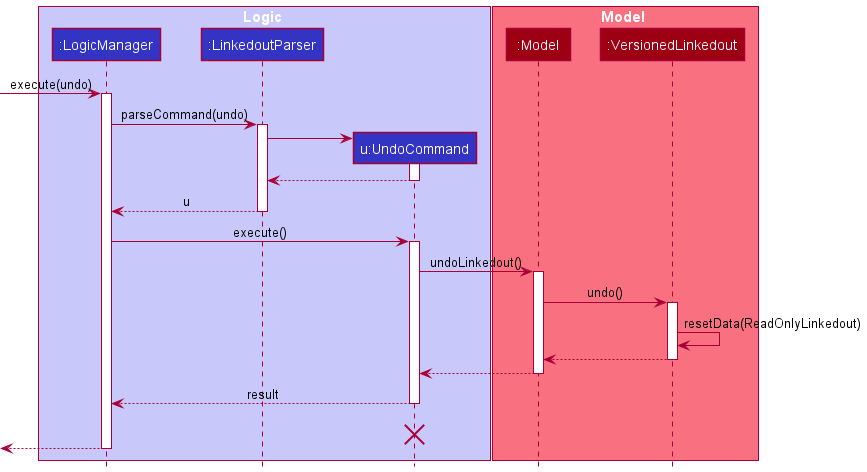 Logic
Model
:LogicManager
:LinkedoutParser
:Model
:VersionedLinkedout
execute(undo)
parseCommand(undo)
u:UndoCommand
u
execute()
undoLinkedout()
undo()
resetData(ReadOnlyLinkedout)
result